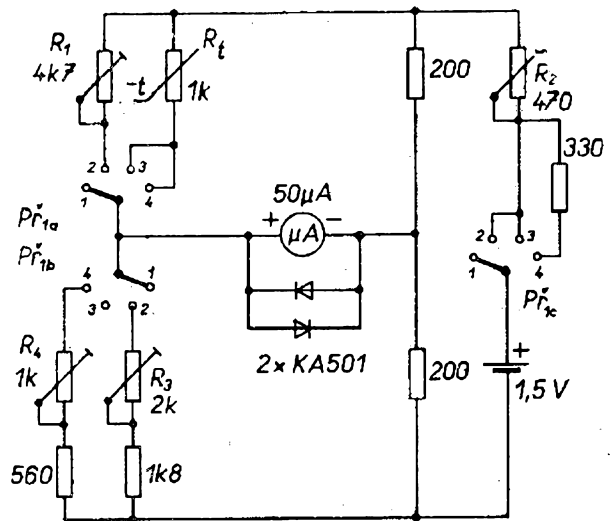 R₁
4k7
-t
Rₜ
1k
200
R₂
470
330
2 3
1 4
Př₁ₐ
Př₁b
50µA
+ µA −
2 3
1 4
Př₁c
4 1
3 2
2 × KA501
+
1,5 V
R₄
1k
R₃
2k
200
560
1k8